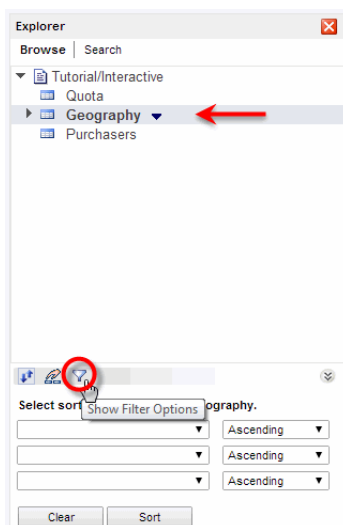 Explorer
Browse Search
Tutorial/Interactive
Quota
Geography
Purchasers
Show Filter Options
Select sort ography.
Ascending
Ascending
Ascending
Clear Sort